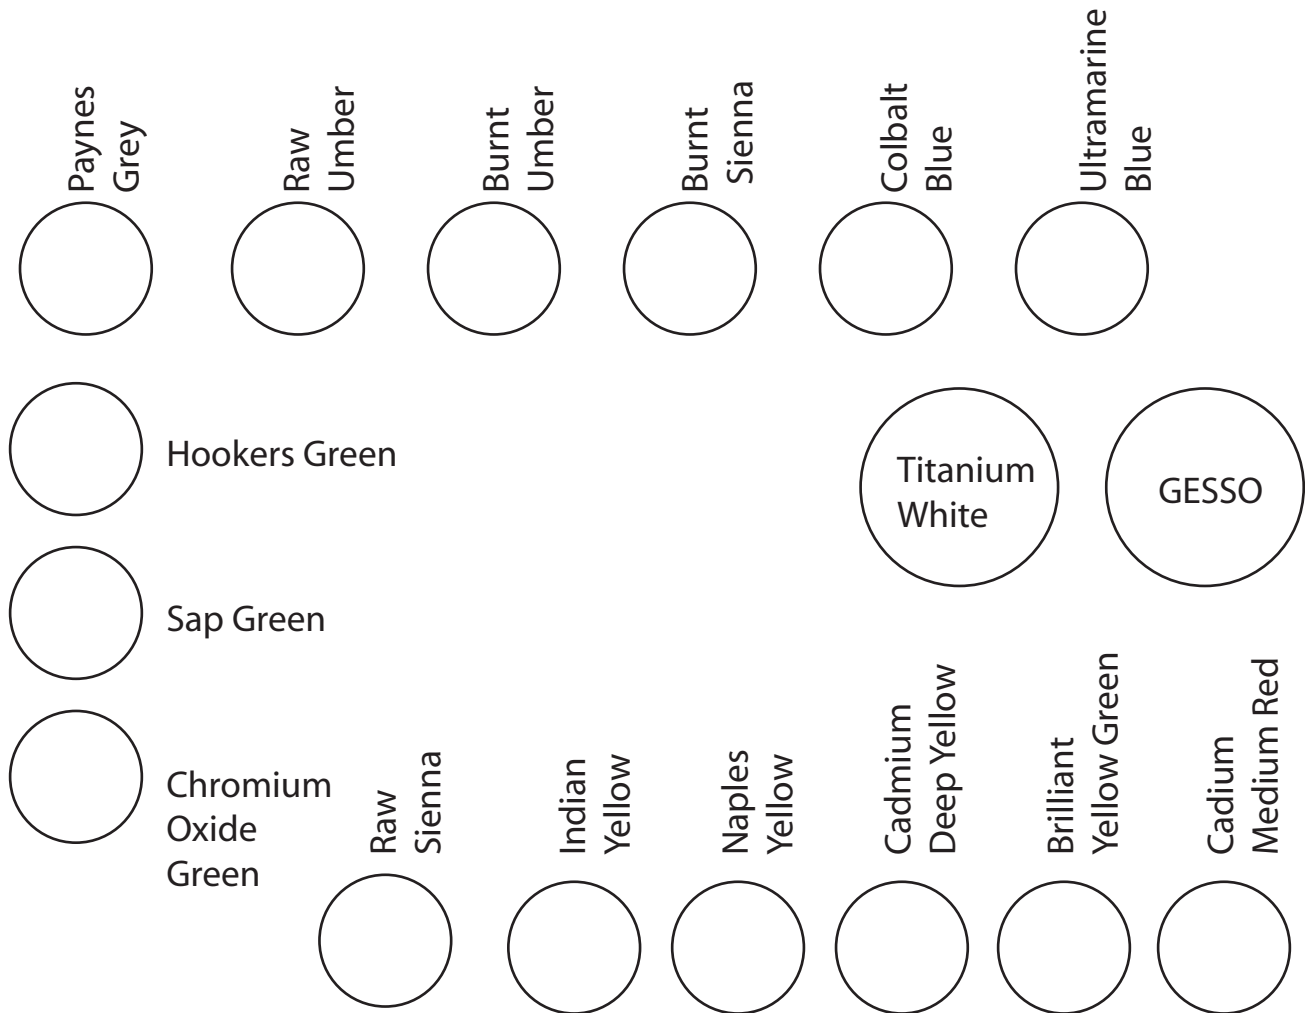 Paynes
Grey
Raw
Umber
Burnt
Umber
Burnt
Sienna
Colbalt
Blue
Ultramarine
Blue
Hookers Green
Titanium
White
GESSO
Sap Green
Chromium
Oxide
Green
Raw
Sienna
Indian
Yellow
Naples
Yellow
Cadmium
Deep Yellow
Brilliant
Yellow Green
Cadium
Medium Red